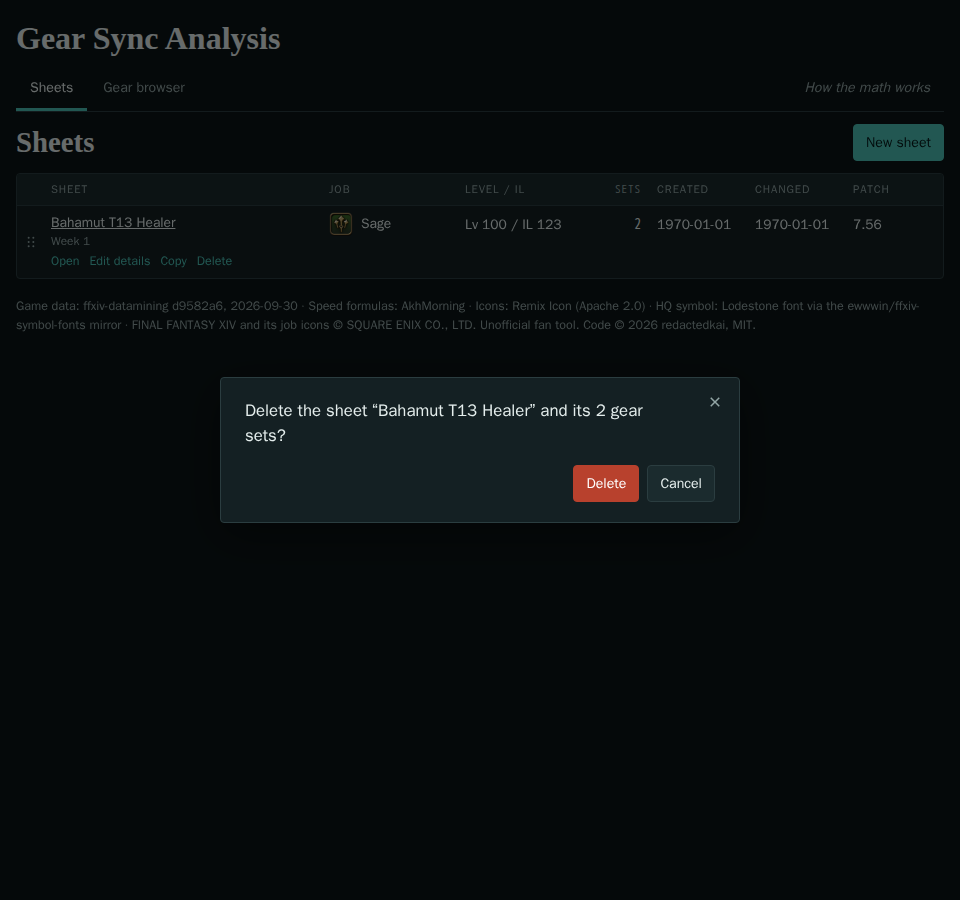 Gear Sync Analysis
Sheets Gear browser How the math works
Sheets New sheet
SHEET JOB LEVEL / IL SETS CREATED CHANGED PATCH
Bahamut T13 Healer Sage Lv 100 / IL 123 2 1970-01-01 1970-01-01 7.56
Week 1
Open Edit details Copy Delete
Game data: ffxiv-datamining d9582a6, 2026-09-30 · Speed formulas: AkhMorning · Icons: Remix Icon (Apache 2.0) · HQ symbol: Lodestone font via the ewwwin/ffxiv-
symbol-fonts mirror · FINAL FANTASY XIV and its job icons © SQUARE ENIX CO., LTD. Unofficial fan tool. Code © 2026 redactedkai, MIT.
Delete the sheet “Bahamut T13 Healer” and its 2 gear
sets?
Delete Cancel